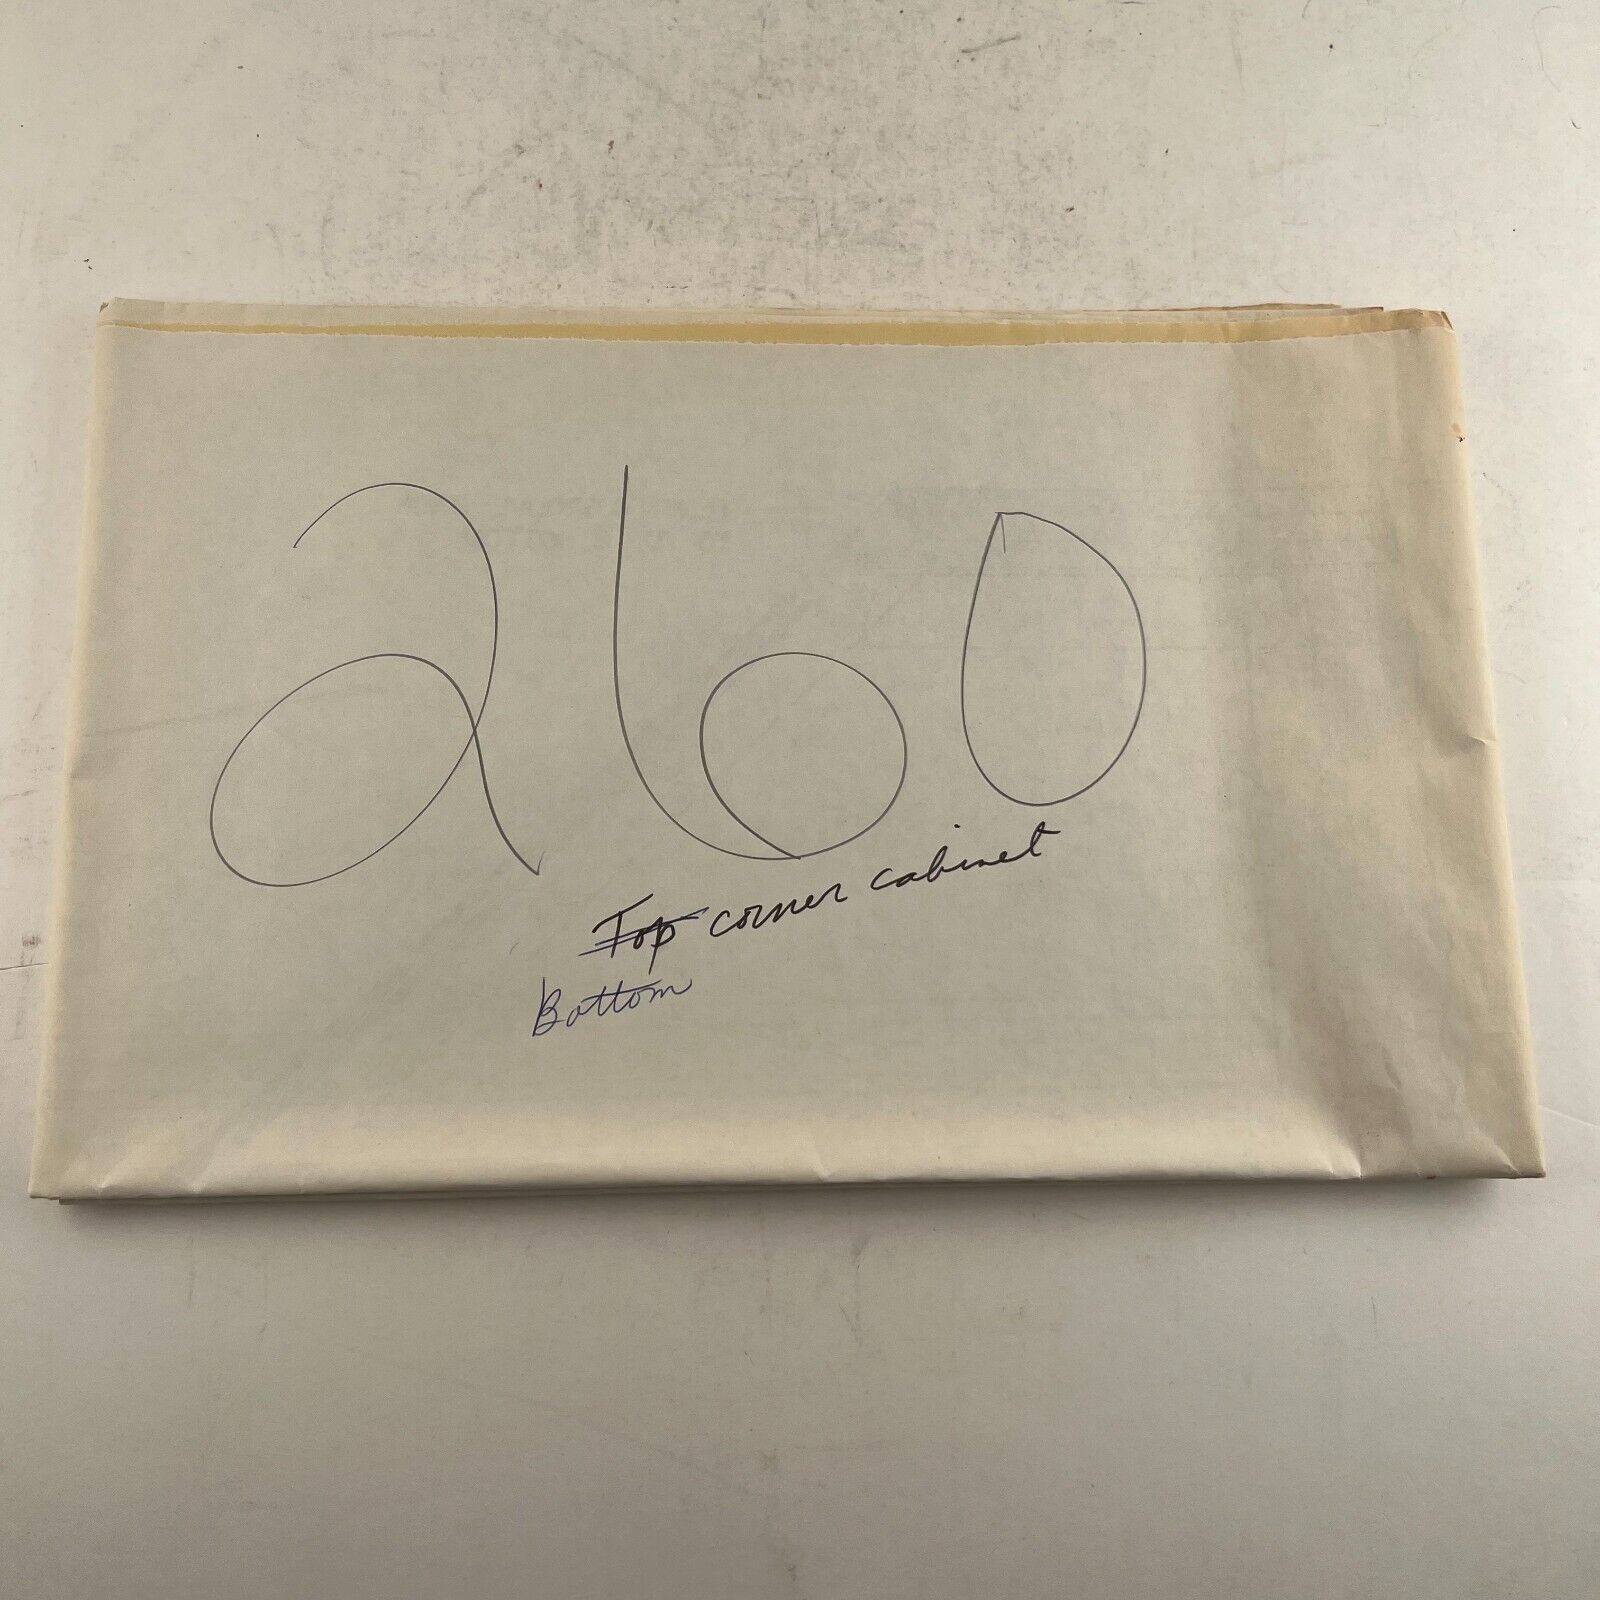 260
Top corner cabinet
Bottom